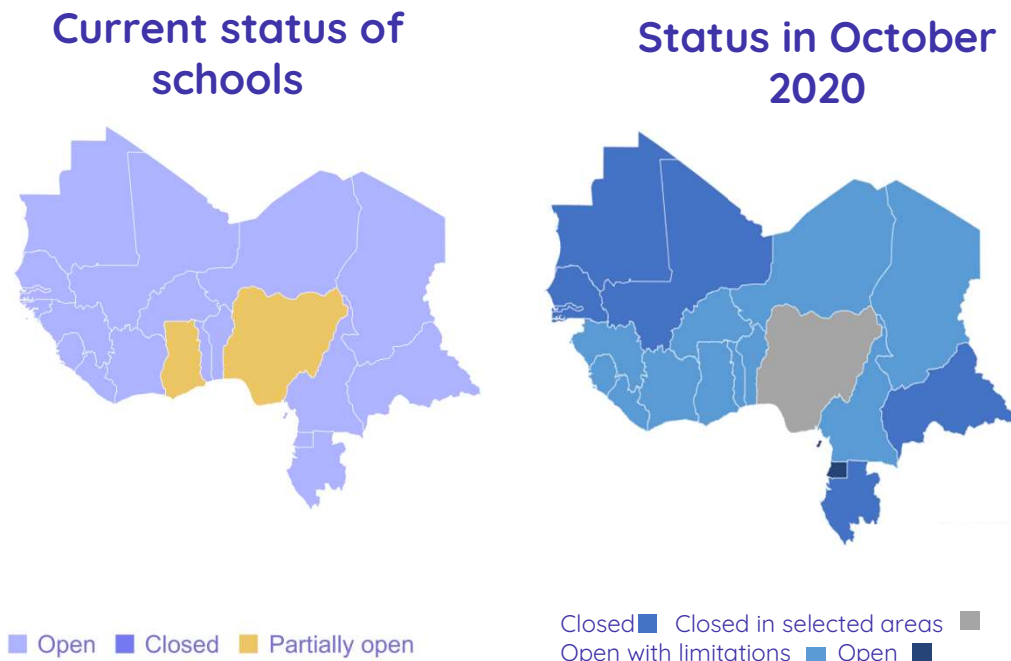 Current status of
schools
Status in October
2020
Open Closed Partially open
Closed Closed in selected areas
Open with limitations Open